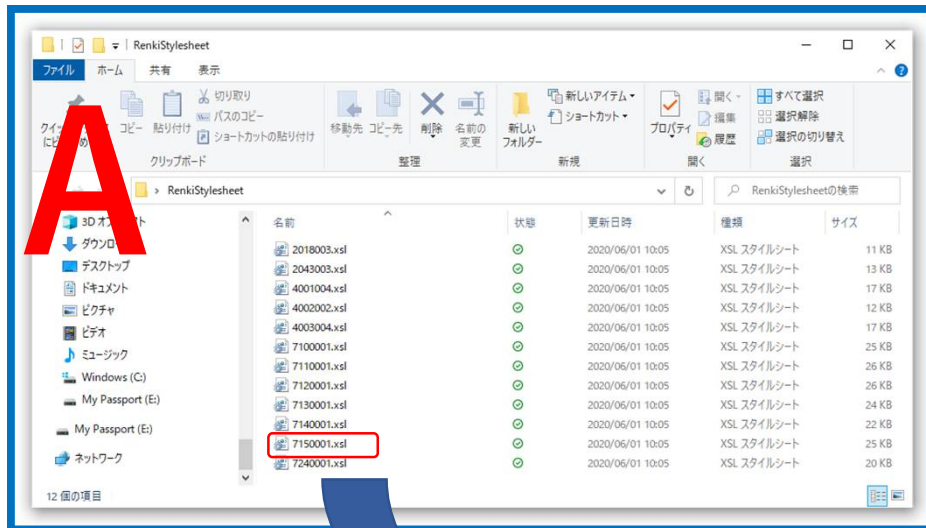 RenkiStylesheet
ファイル ホーム 共有 表示
A
コピー 貼り付け
切り取り
パスのコピー
ショートカットの貼り付け
移動先 コピー先 削除 名前の変更
新しいフォルダー
新しいアイテム
ショートカット
プロパティ
開く
編集
履歴
すべて選択
選択解除
選択の切り替え
クリップボード 整理 新規 開く 選択
RenkiStylesheet RenkiStylesheetの検索
名前 状態 更新日時 種類 サイズ
デスクトップ
ドキュメント
ピクチャ
ビデオ
ミュージック
Windows (C:)
My Passport (E:)
My Passport (E:)
ネットワーク
2018003.xsl 2020/06/01 10:05 XSL スタイルシート 11 KB
2043003.xsl 2020/06/01 10:05 XSL スタイルシート 13 KB
4001004.xsl 2020/06/01 10:05 XSL スタイルシート 17 KB
4002002.xsl 2020/06/01 10:05 XSL スタイルシート 12 KB
4003004.xsl 2020/06/01 10:05 XSL スタイルシート 17 KB
7100001.xsl 2020/06/01 10:05 XSL スタイルシート 25 KB
7110001.xsl 2020/06/01 10:05 XSL スタイルシート 26 KB
7120001.xsl 2020/06/01 10:05 XSL スタイルシート 26 KB
7130001.xsl 2020/06/01 10:05 XSL スタイルシート 24 KB
7140001.xsl 2020/06/01 10:05 XSL スタイルシート 22 KB
7150001.xsl 2020/06/01 10:05 XSL スタイルシート 25 KB
7240001.xsl 2020/06/01 10:05 XSL スタイルシート 20 KB
12 個の項目